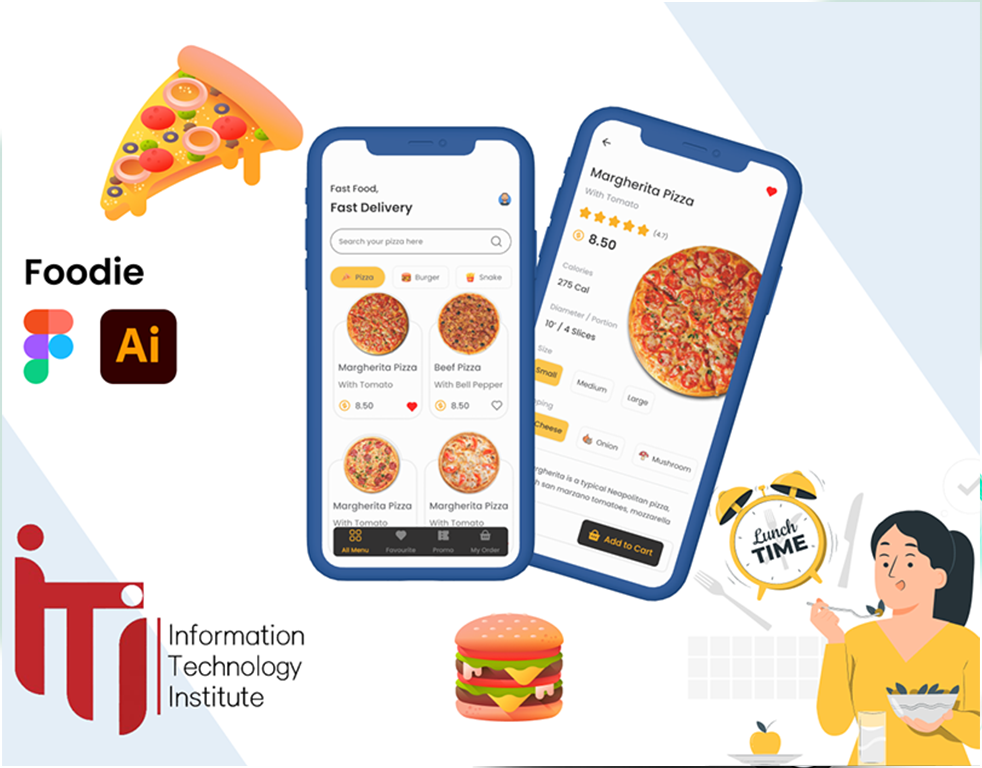 Foodie
Ai
Information
Technology
Institute
iTi
Fast Food,
Fast Delivery
Search your pizza here
Pizza
Burger
Snake
Margherita Pizza
With Tomato
8.50
Beef Pizza
With Bell Pepper
8.50
Margherita Pizza
With Tomato
Margherita Pizza
With Tomato
All Menu
Favourite
Promo
My Order
Margherita Pizza
With Tomato
(4.7)
8.50
Calories
275 Cal
Diameter / Portion
10' / 4 Slices
Size
Small
Medium
Large
Cheese
Onion
Mushroom
is a typical Neapolitan pizza,
san marzano tomatoes, mozzarella
Add to Cart
Lunch
TIME